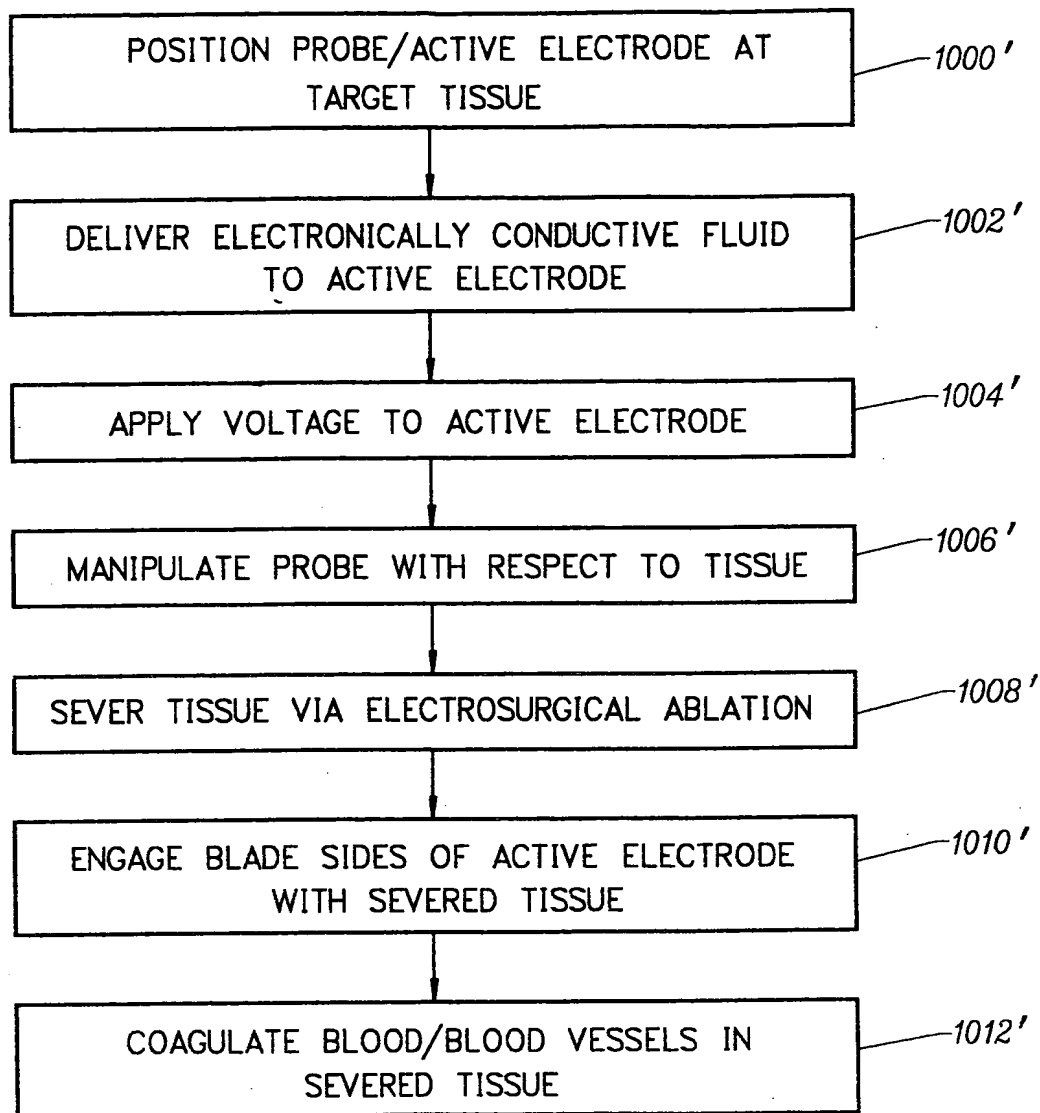 POSITION PROBE/ACTIVE ELECTRODE AT
TARGET TISSUE
1000'
DELIVER ELECTRONICALLY CONDUCTIVE FLUID
TO ACTIVE ELECTRODE
1002'
APPLY VOLTAGE TO ACTIVE ELECTRODE
1004'
MANIPULATE PROBE WITH RESPECT TO TISSUE
1006'
SEVER TISSUE VIA ELECTROSURGICAL ABLATION
1008'
ENGAGE BLADE SIDES OF ACTIVE ELECTRODE
WITH SEVERED TISSUE
1010'
COAGULATE BLOOD/BLOOD VESSELS IN
SEVERED TISSUE
1012'